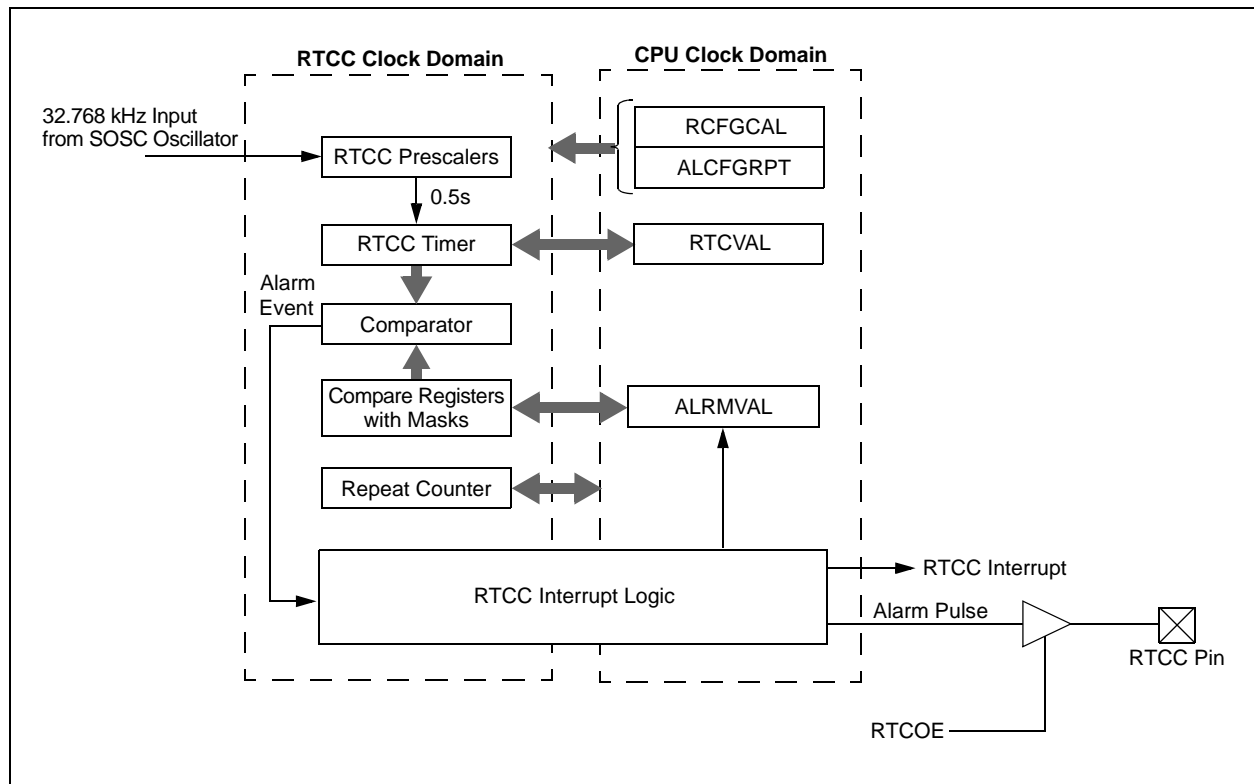 RTCC Clock Domain
CPU Clock Domain
32.768 kHz Input
from SOSC Oscillator
RTCC Prescalers
0.5s
RTCC Timer
Alarm
Event
Comparator
Compare Registers
with Masks
Repeat Counter
RCFGCAL
ALCFGRPT
RTCVAL
ALRMVAL
RTCC Interrupt Logic
RTCC Interrupt
Alarm Pulse
RTCC Pin
RTCOE